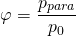 φ = p_para / p_0